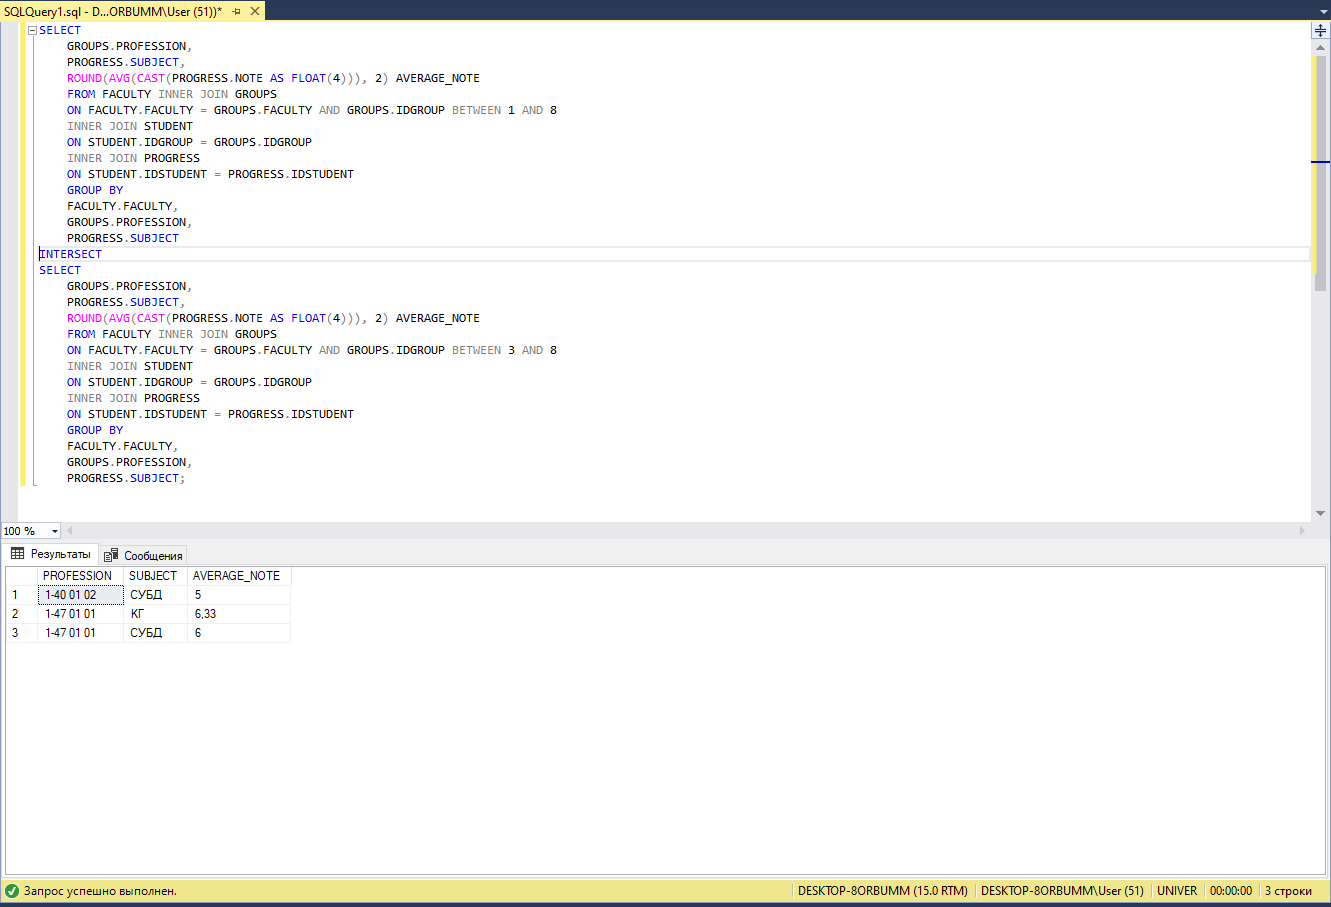 SQLQuery1.sql - D...ORBUMM\User (51))*
SELECT
GROUPS.PROFESSION,
PROGRESS.SUBJECT,
ROUND(AVG(CAST(PROGRESS.NOTE AS FLOAT(4))), 2) AVERAGE_NOTE
FROM FACULTY INNER JOIN GROUPS
ON FACULTY.FACULTY = GROUPS.FACULTY AND GROUPS.IDGROUP BETWEEN 1 AND 8
INNER JOIN STUDENT
ON STUDENT.IDGROUP = GROUPS.IDGROUP
INNER JOIN PROGRESS
ON STUDENT.IDSTUDENT = PROGRESS.IDSTUDENT
GROUP BY
FACULTY.FACULTY,
GROUPS.PROFESSION,
PROGRESS.SUBJECT
INTERSECT
SELECT
GROUPS.PROFESSION,
PROGRESS.SUBJECT,
ROUND(AVG(CAST(PROGRESS.NOTE AS FLOAT(4))), 2) AVERAGE_NOTE
FROM FACULTY INNER JOIN GROUPS
ON FACULTY.FACULTY = GROUPS.FACULTY AND GROUPS.IDGROUP BETWEEN 3 AND 8
INNER JOIN STUDENT
ON STUDENT.IDGROUP = GROUPS.IDGROUP
INNER JOIN PROGRESS
ON STUDENT.IDSTUDENT = PROGRESS.IDSTUDENT
GROUP BY
FACULTY.FACULTY,
GROUPS.PROFESSION,
PROGRESS.SUBJECT;
100 %
Результаты Сообщения
PROFESSION SUBJECT AVERAGE_NOTE
1 1-40 01 02 СУБД 5
2 1-47 01 01 КГ 6,33
3 1-47 01 01 СУБД 6
Запрос успешно выполнен. DESKTOP-8ORBUMM (15.0 RTM) DESKTOP-8ORBUMM\User (51) UNIVER 00:00:00 3 строки